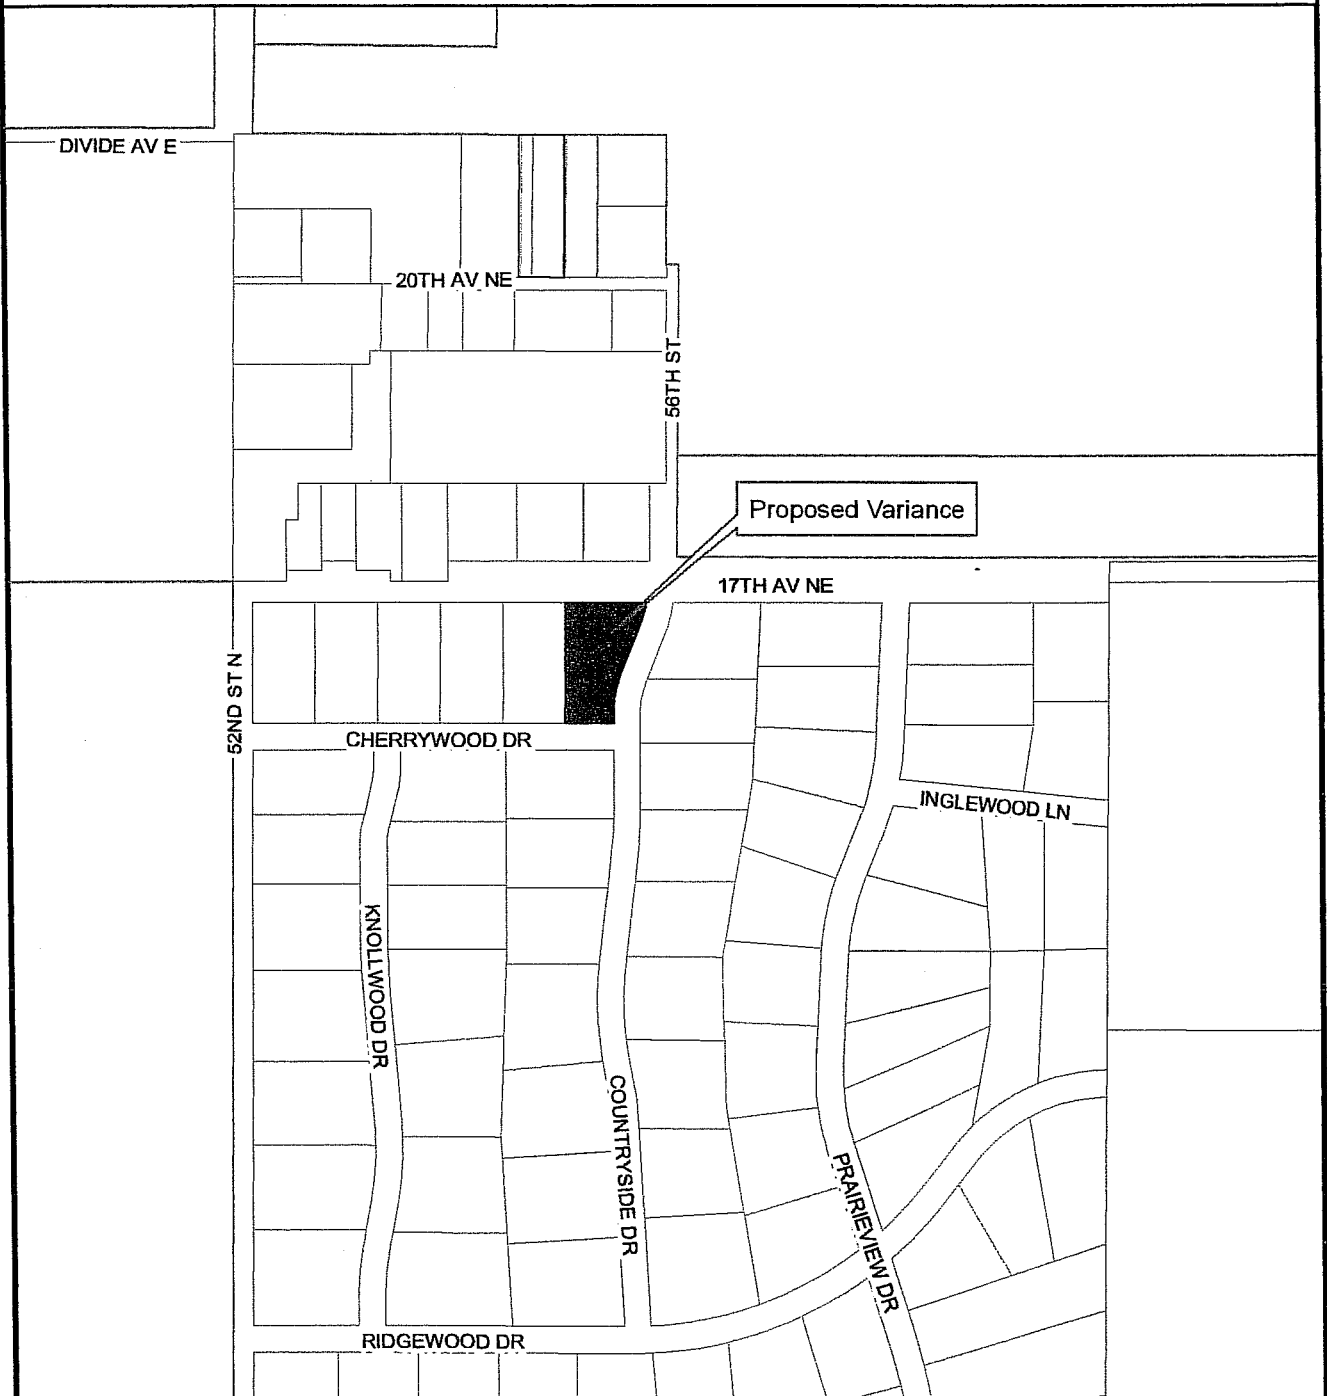 DIVIDE AV E
20TH AV NE
56TH ST
Proposed Variance
17TH AV NE
52ND ST N
CHERRYWOOD DR
INGLEWOOD LN
KNOLLWOOD DR
COUNTRYSIDE DR
PRAIRIEVIEW DR
RIDGEWOOD DR